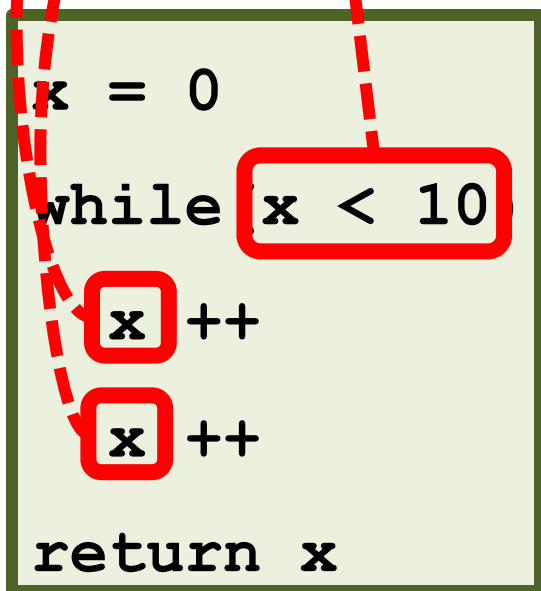 x = 0
while (x < 10)
x ++
x ++
return x